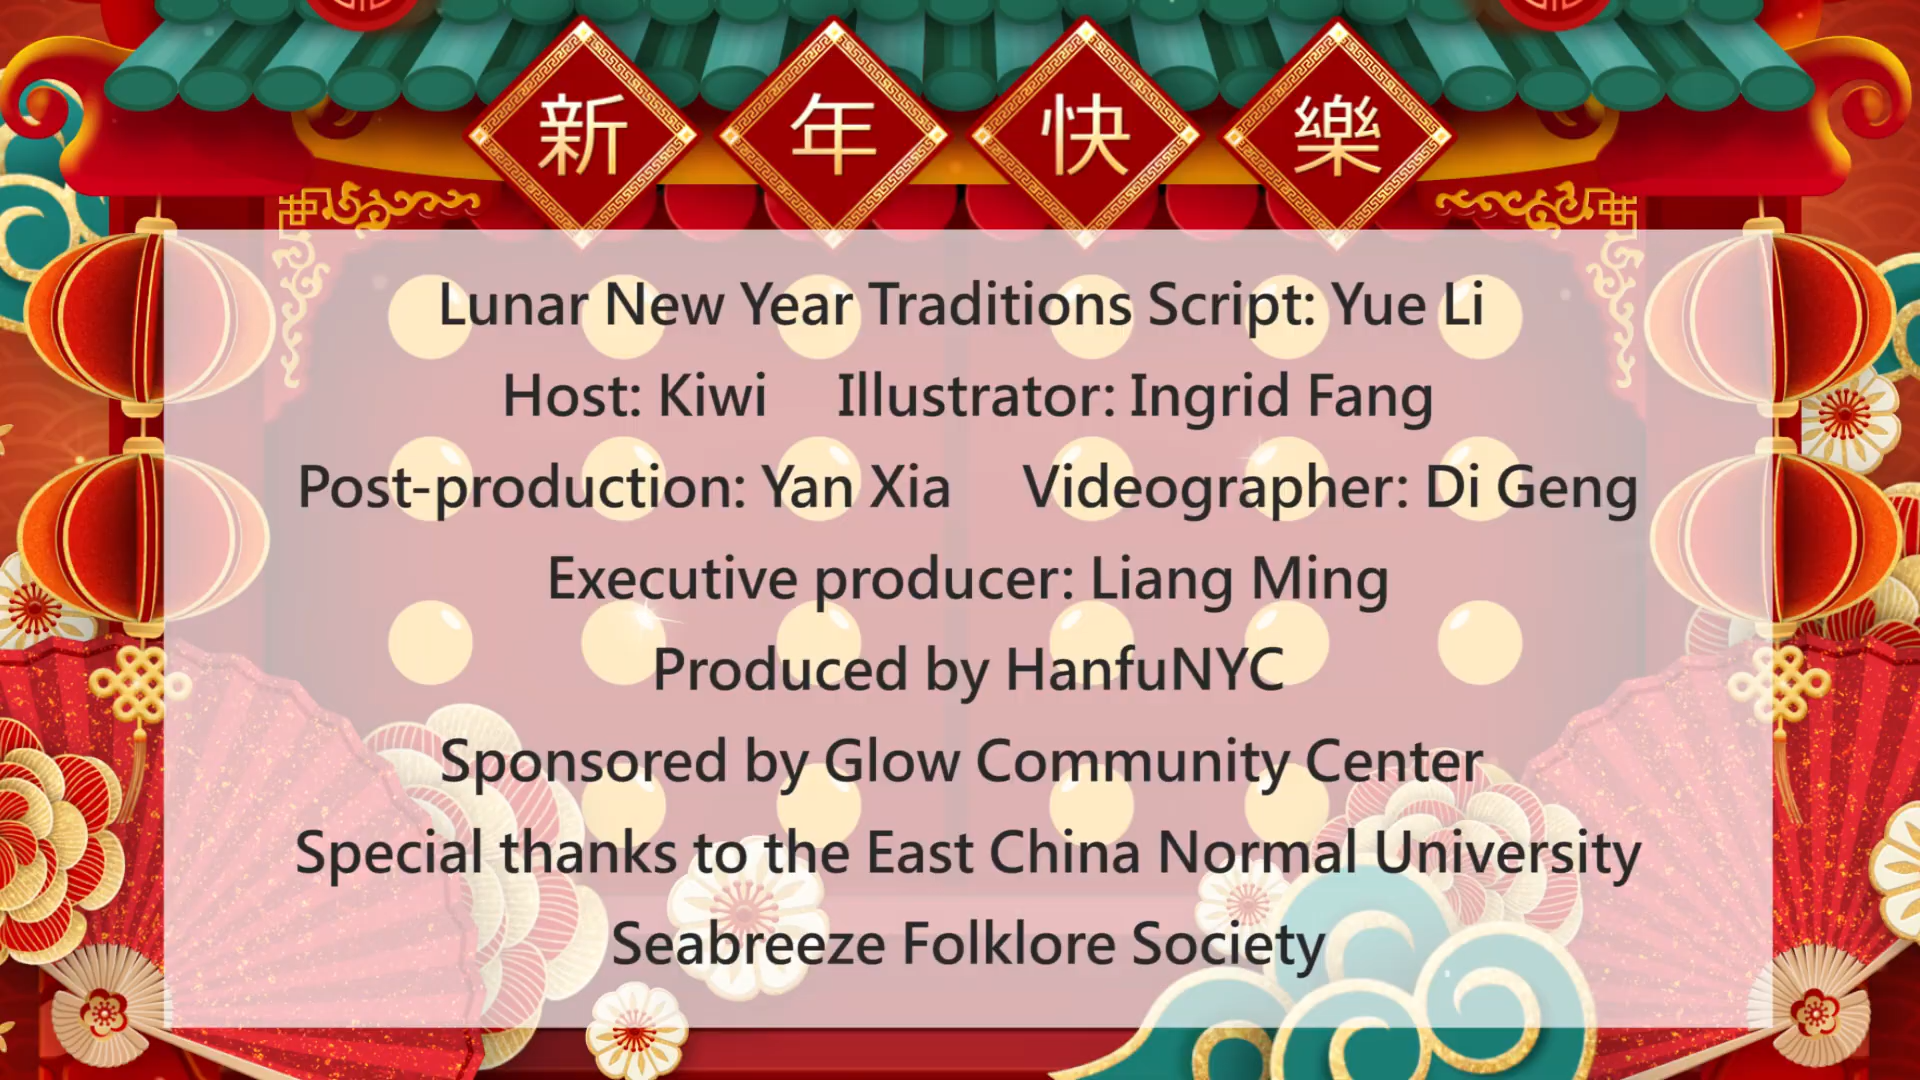 新年快樂
Lunar New Year Traditions Script: Yue Li
Host: Kiwi Illustrator: Ingrid Fang
Post-production: Yan Xia Videographer: Di Geng
Executive producer: Liang Ming
Produced by HanfuNYC
Sponsored by Glow Community Center
Special thanks to the East China Normal University
Seabreeze Folklore Society